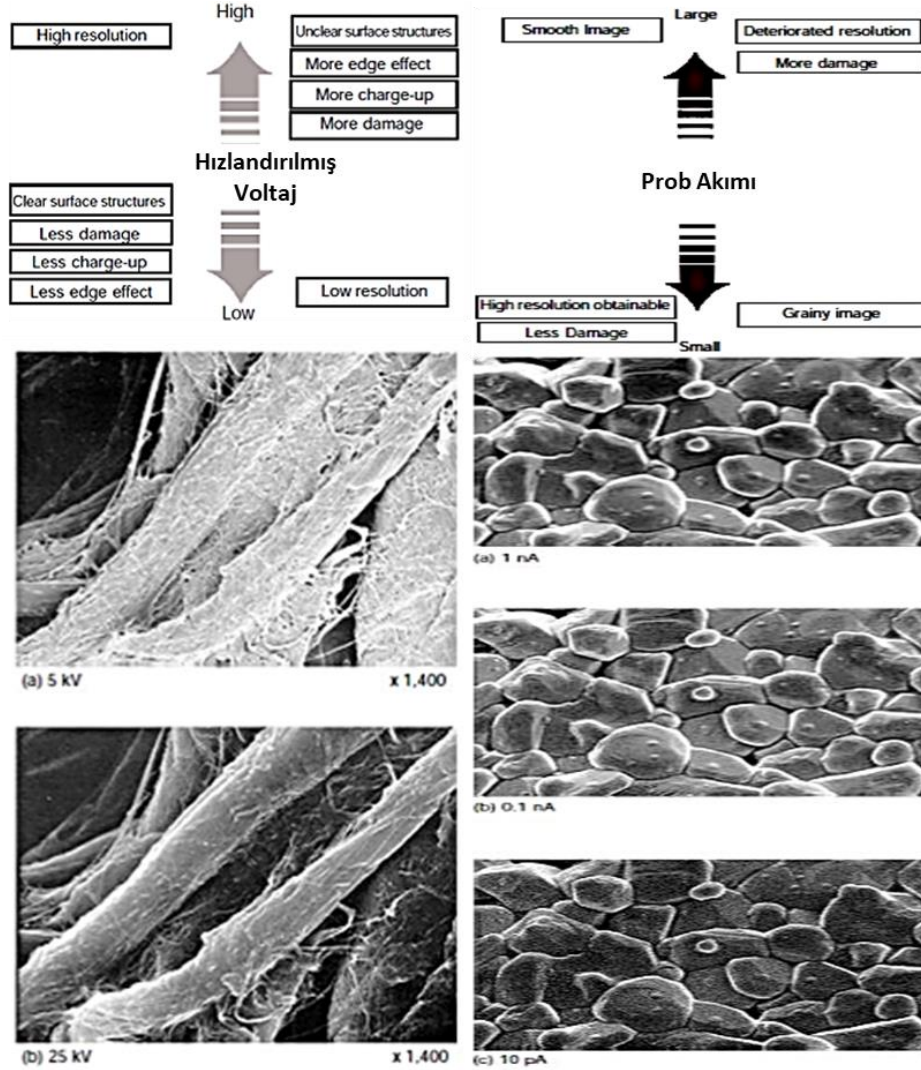 High
High resolution
Unclear surface structures
More edge effect
More charge-up
More damage
Hızlandırılmış
Voltaj
Clear surface structures
Less damage
Less charge-up
Less edge effect
Low resolution
Low
Large
Smooth Image
Deteriorated resolution
More damage
Prob Akımı
High resolution obtainable
Less Damage
Grainy image
Small
(a) 5 kV x 1,400
(b) 25 kV x 1,400
(a) 1 nA
(b) 0.1 nA
(c) 10 pA